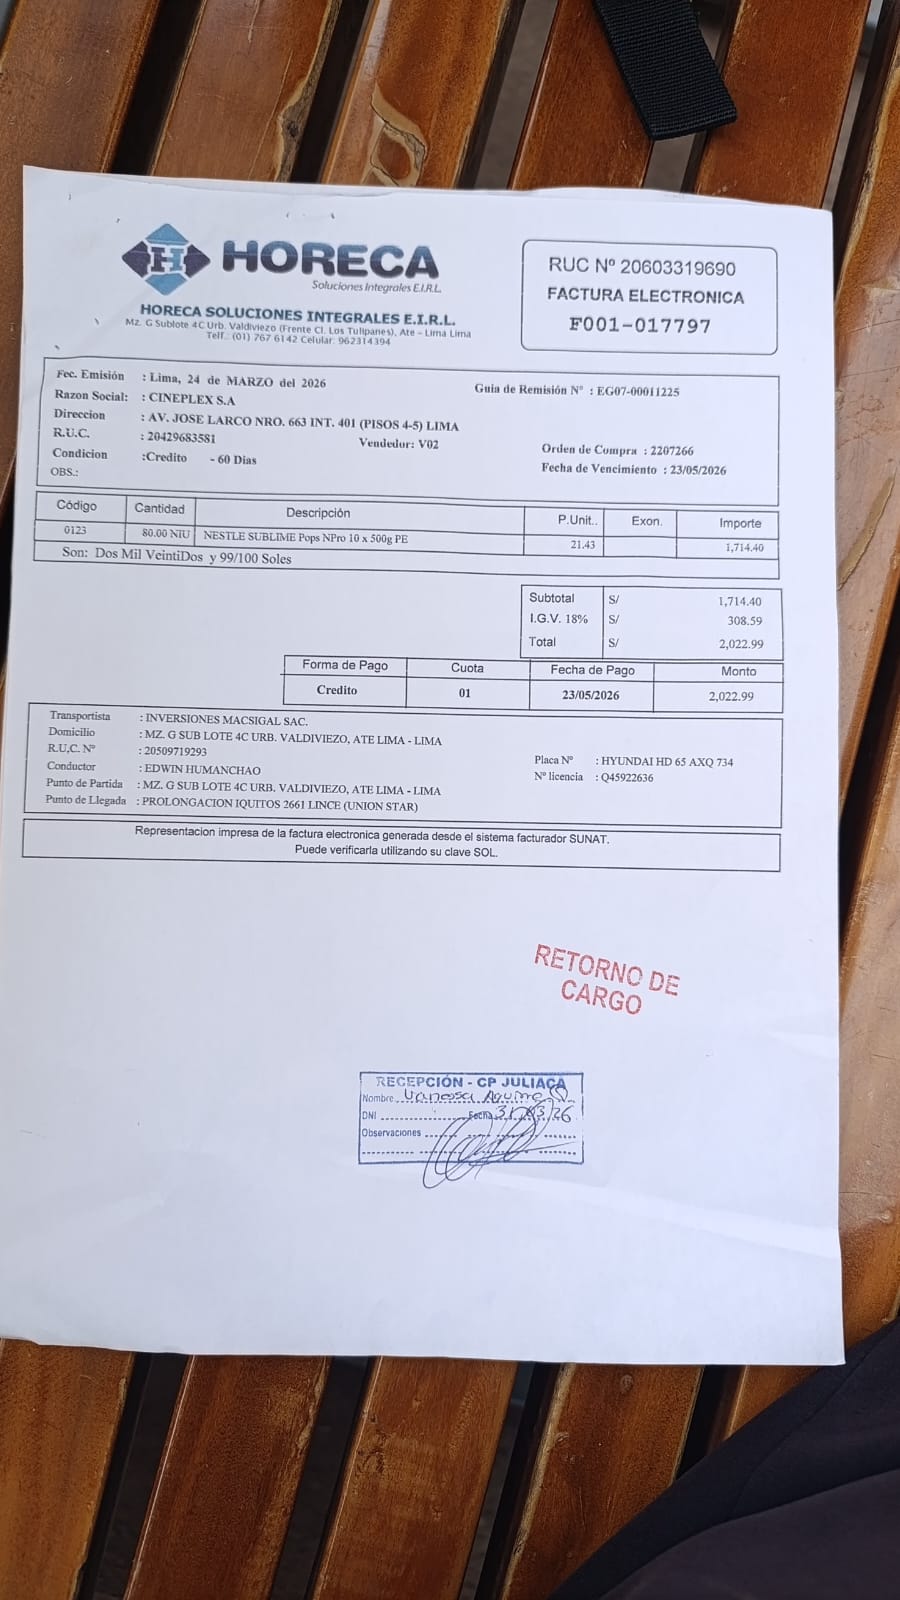 HORECA
Soluciones Integrales E.I.R.L.
HORECA SOLUCIONES INTEGRALES E.I.R.L.
Mz. G Sublote 4C Urb. Valdiviezo (Frente Cl. Los Tulipanes), Ate - Lima Lima
Telf.: (01) 767 6142 Celular: 962314394
RUC Nº 20603319690
FACTURA ELECTRONICA
F001-017797
Fec. Emisión : Lima, 24 de MARZO del 2026
Guia de Remisión Nº : EG07-00011225
Razon Social: : CINEPLEX S.A
Direccion : AV. JOSE LARCO NRO. 663 INT. 401 (PISOS 4-5) LIMA
R.U.C. : 20429683581 Vendedor: V02
Orden de Compra : 2207266
Condicion :Credito - 60 Dias
Fecha de Vencimiento : 23/05/2026
OBS.:
Código Cantidad Descripción P.Unit.. Exon. Importe
0123 80.00 NIU NESTLE SUBLIME Pops NPro 10 x 500g PE 21.43 1,714.40
Son: Dos Mil VeintiDos y 99/100 Soles
Subtotal S/ 1,714.40
I.G.V. 18% S/ 308.59
Total S/ 2,022.99
Forma de Pago Cuota Fecha de Pago Monto
Credito 01 23/05/2026 2,022.99
Transportista : INVERSIONES MACSIGAL SAC.
Domicilio : MZ. G SUB LOTE 4C URB. VALDIVIEZO, ATE LIMA - LIMA
R.U,C. Nº : 20509719293
Placa Nº : HYUNDAI HD 65 AXQ 734
Conductor : EDWIN HUMANCHAO
Nº licencia : Q45922636
Punto de Partida : MZ. G SUB LOTE 4C URB. VALDIVIEZO, ATE LIMA - LIMA
Punto de Llegada : PROLONGACION IQUITOS 2661 LINCE (UNION STAR)
Representacion impresa de la factura electronica generada desde el sistema facturador SUNAT.
Puede verificarla utilizando su clave SOL.
RETORNO DE
CARGO
RECEPCIÓN - CP JULIACA
Nombre Vanessa
DNI Fecha 31/03/26
Observaciones